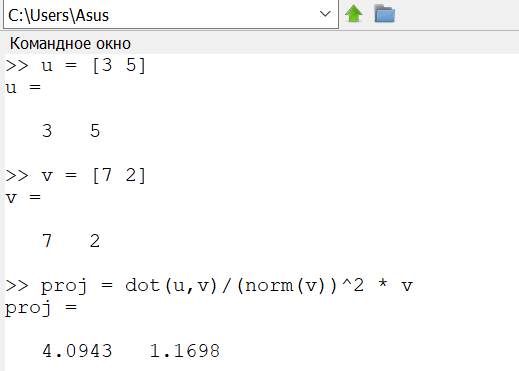 C:\Users\Asus
Командное окно
>> u = [3 5]
u =
3 5
>> v = [7 2]
v =
7 2
>> proj = dot(u,v)/(norm(v))^2 * v
proj =
4.0943 1.1698